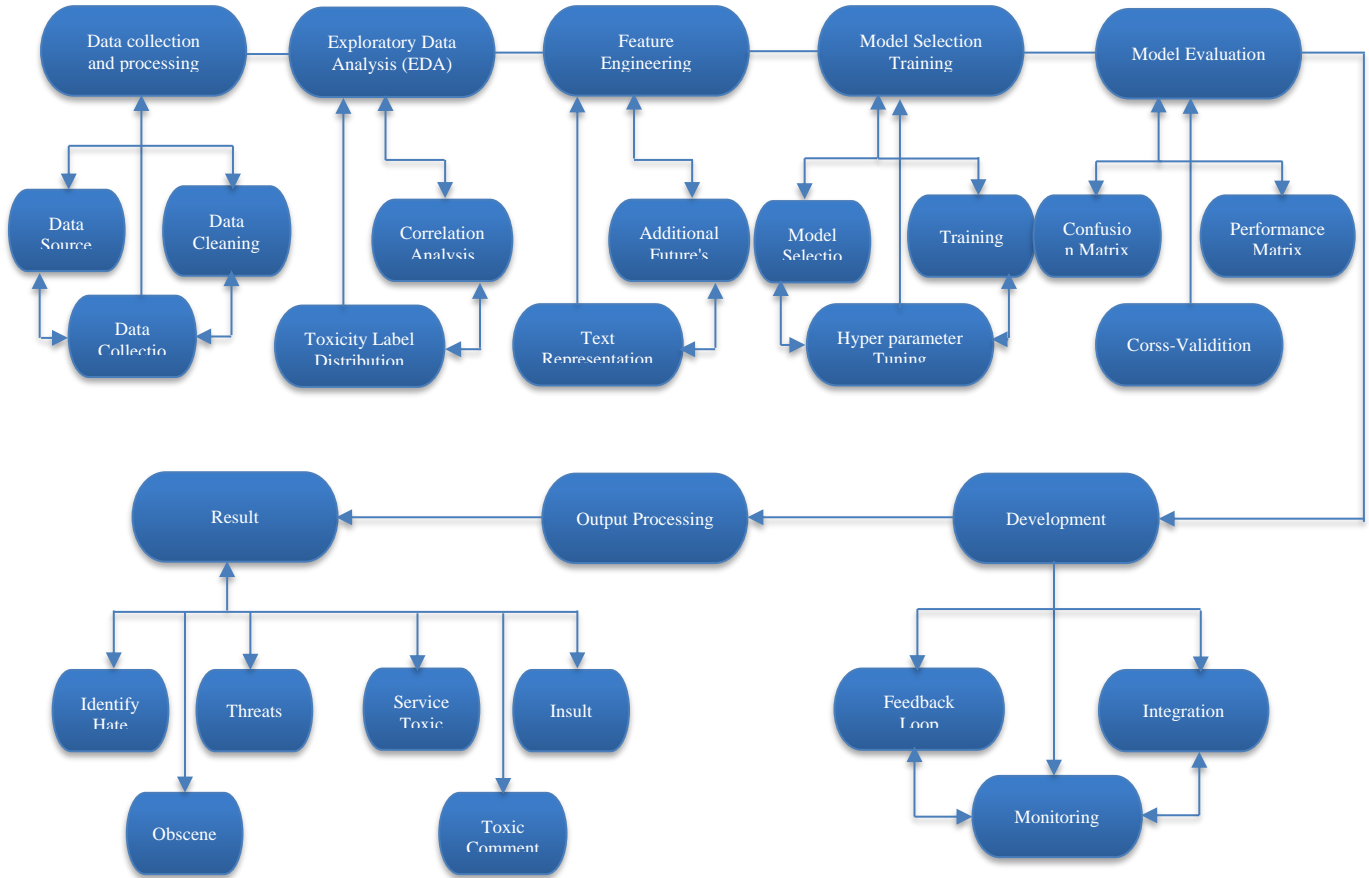 Data collection
and processing
Exploratory Data
Analysis (EDA)
Feature
Engineering
Model Selection
Training
Model Evaluation
Data
Source
Data
Cleaning
Data
Collectio
Correlation
Analysis
Toxicity Label
Distribution
Additional
Future's
Text
Representation
Model
Selectio
Training
Hyper parameter
Tuning
Confusio
n Matrix
Performance
Matrix
Corss-Validition
Result
Output Processing
Development
Identify
Hate
Threats
Service
Toxic
Insult
Obscene
Toxic
Comment
Feedback
Loop
Integration
Monitoring